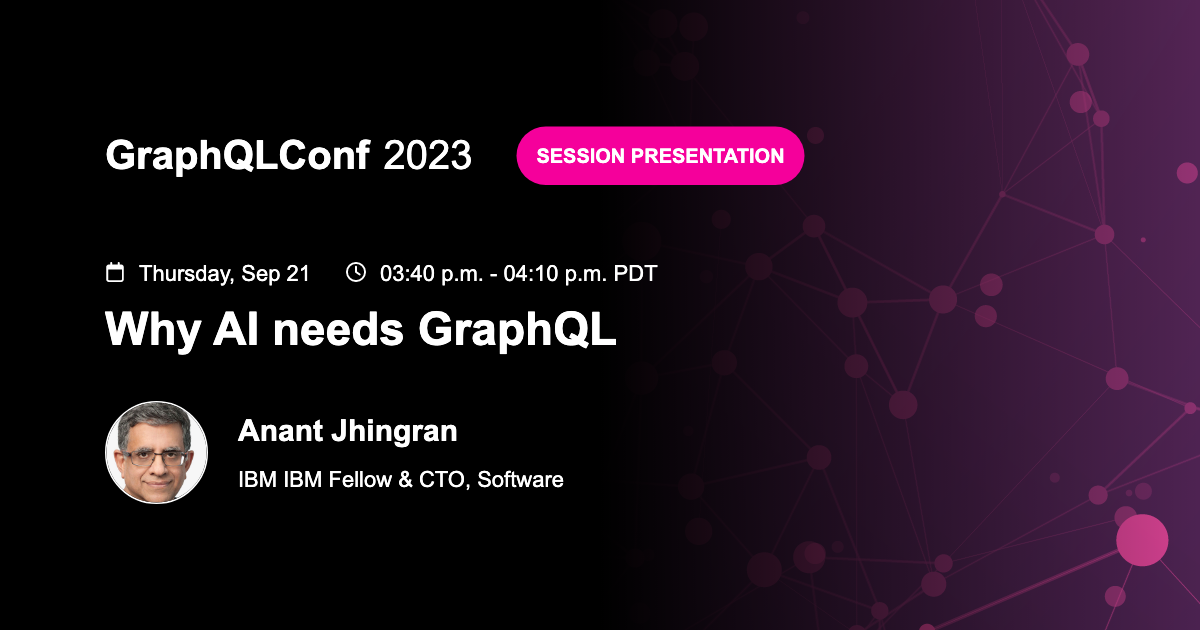 GraphQLConf 2023
SESSION PRESENTATION
Thursday, Sep 21 03:40 p.m. - 04:10 p.m. PDT
Why AI needs GraphQL
Anant Jhingran
IBM IBM Fellow & CTO, Software